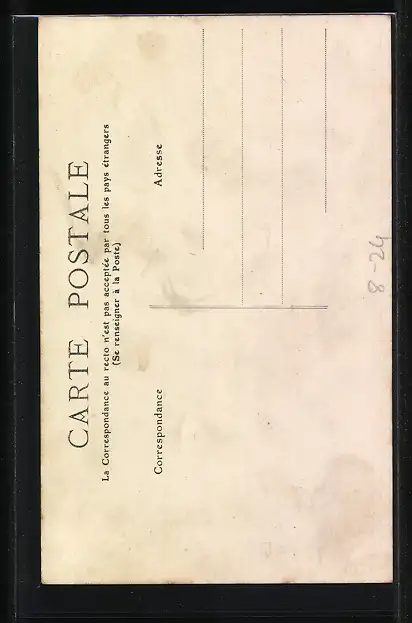 CARTE POSTALE
La Correspondance au recto n'est pas acceptée par tous les pays étrangers
(Se renseigner à la Poste)
Correspondance
Adresse
8-24